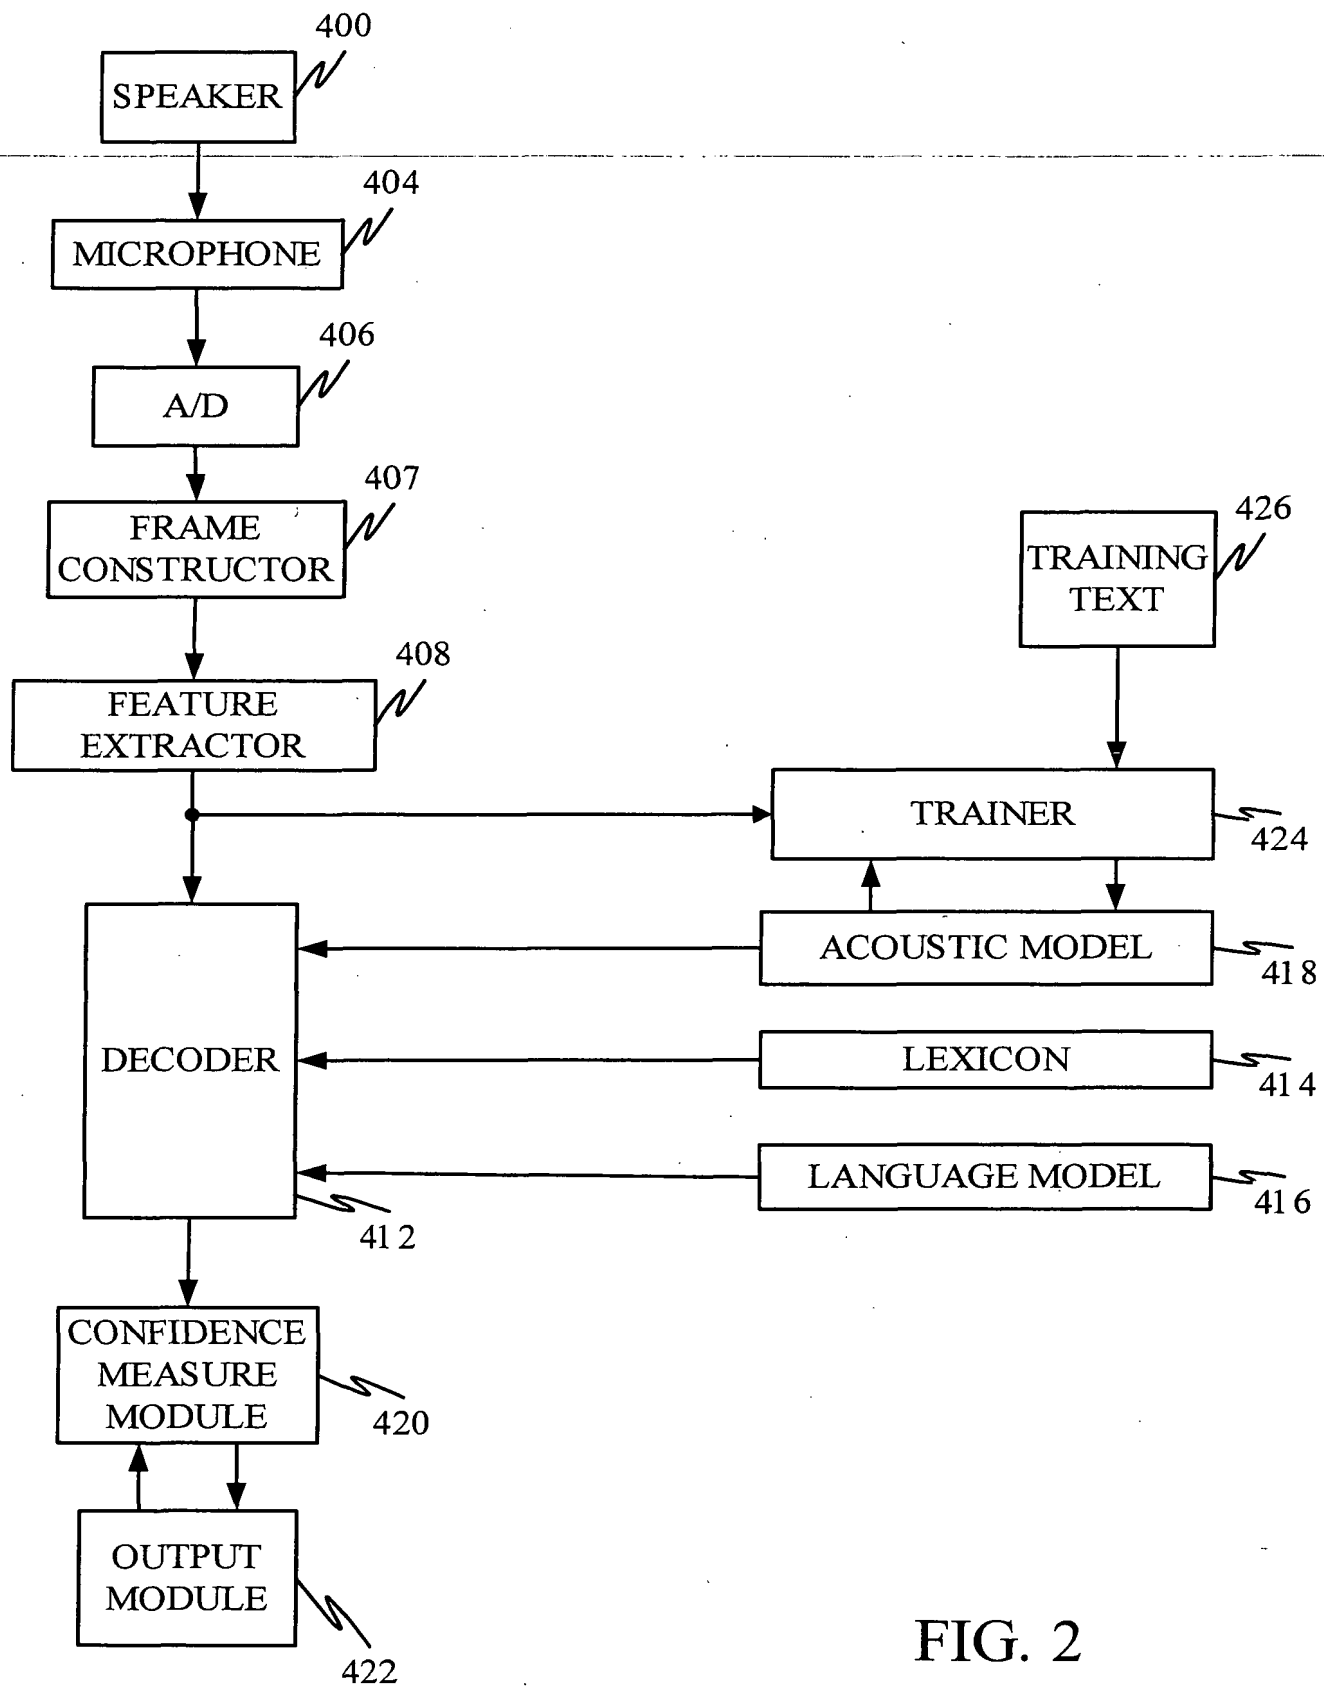 400
SPEAKER
404
MICROPHONE
406
A/D
407
FRAME
CONSTRUCTOR
426
TRAINING
TEXT
408
FEATURE
EXTRACTOR
TRAINER
424
ACOUSTIC MODEL
418
DECODER
LEXICON
414
LANGUAGE MODEL
416
412
CONFIDENCE
MEASURE
MODULE
420
OUTPUT
MODULE
422
FIG. 2